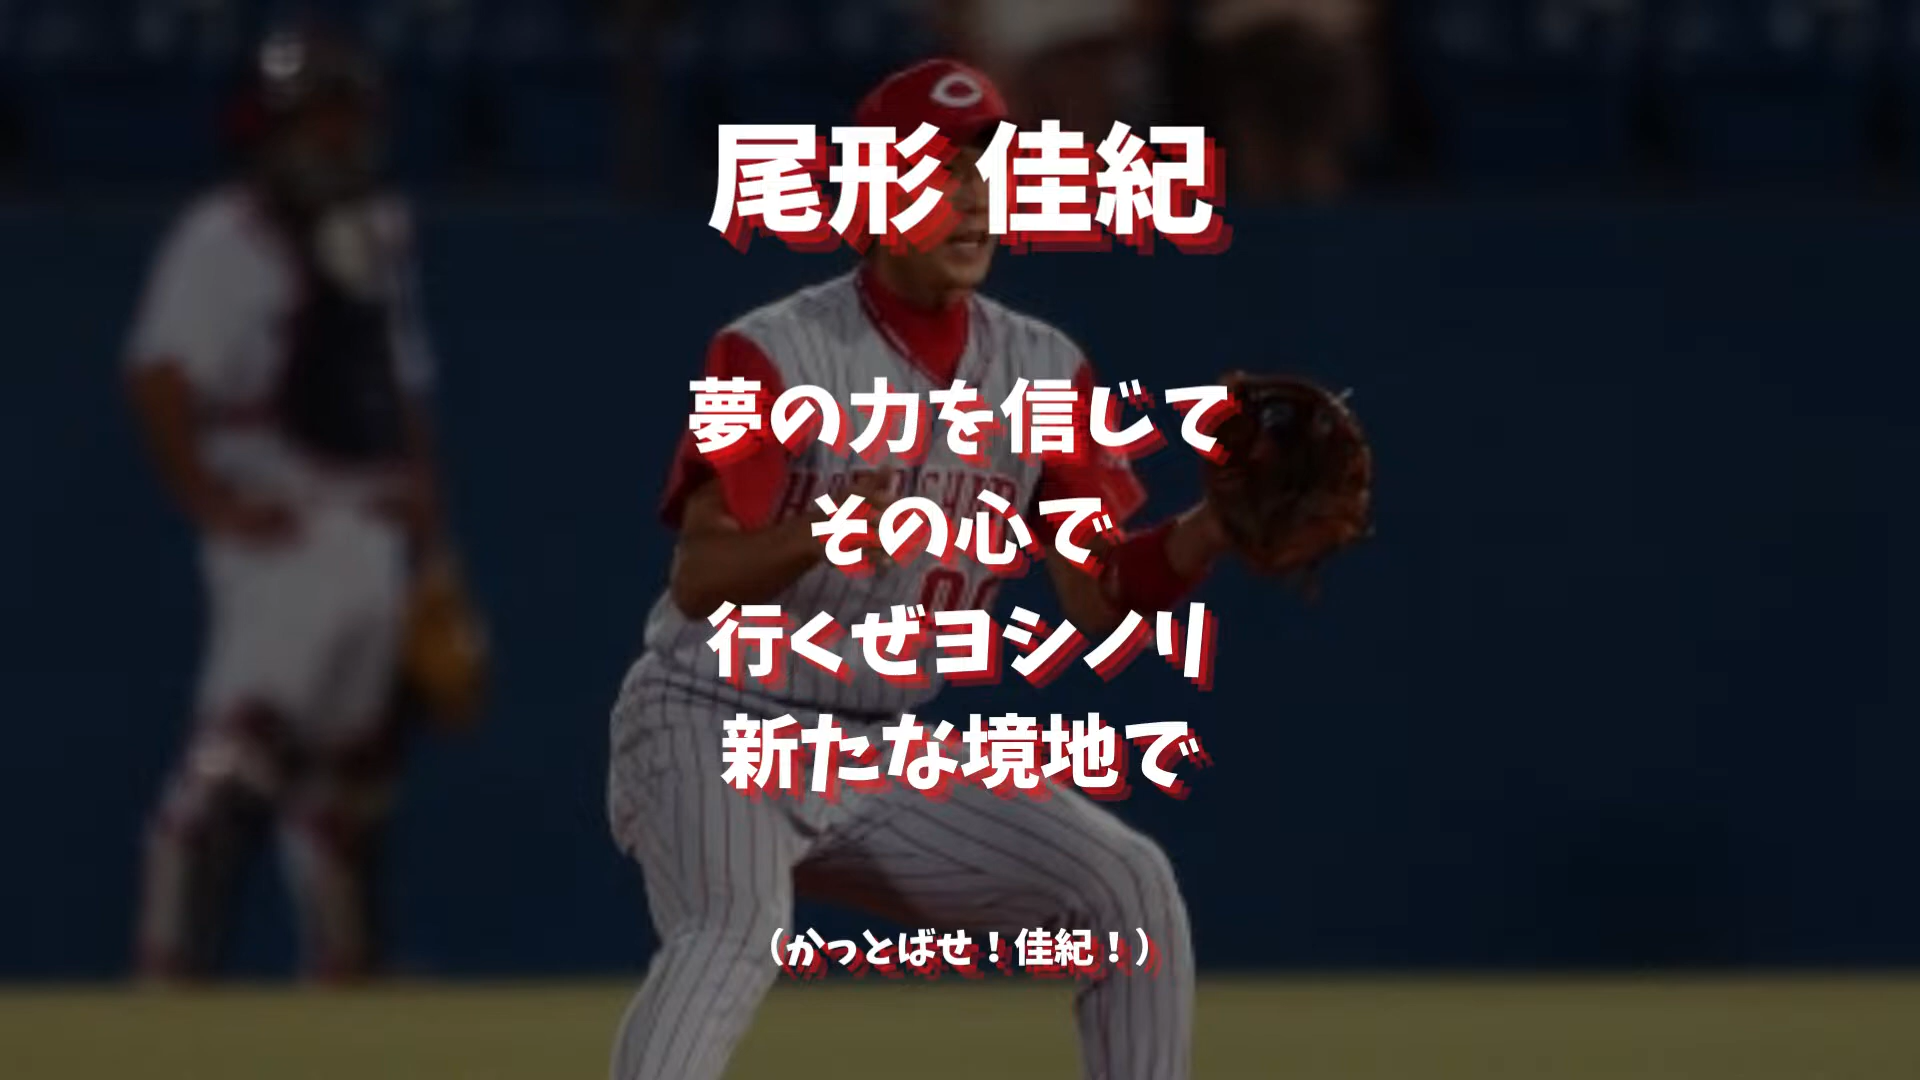 尾形 佳紀
夢の力を信じて
その心で
行くぜヨシノリ
新たな境地で
（かっとばせ！佳紀！）